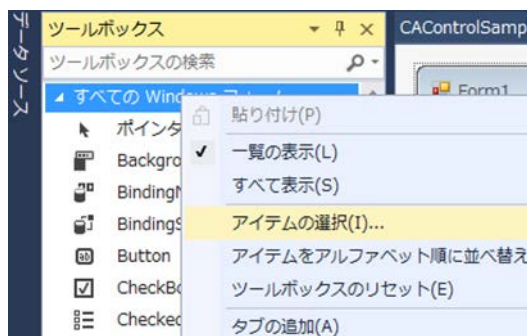 データ ソース
ツールボックス
CAControlSamp
ツールボックスの検索
すべての Windows フォーム
Form1
ポインタ
貼り付け(P)
Backgro
一覧の表示(L)
Binding
すべて表示(S)
BindingS
アイテムの選択(I)...
Button
アイテムをアルファベット順に並べ替え
CheckBo
ツールボックスのリセット(E)
Checked
タブの追加(A)